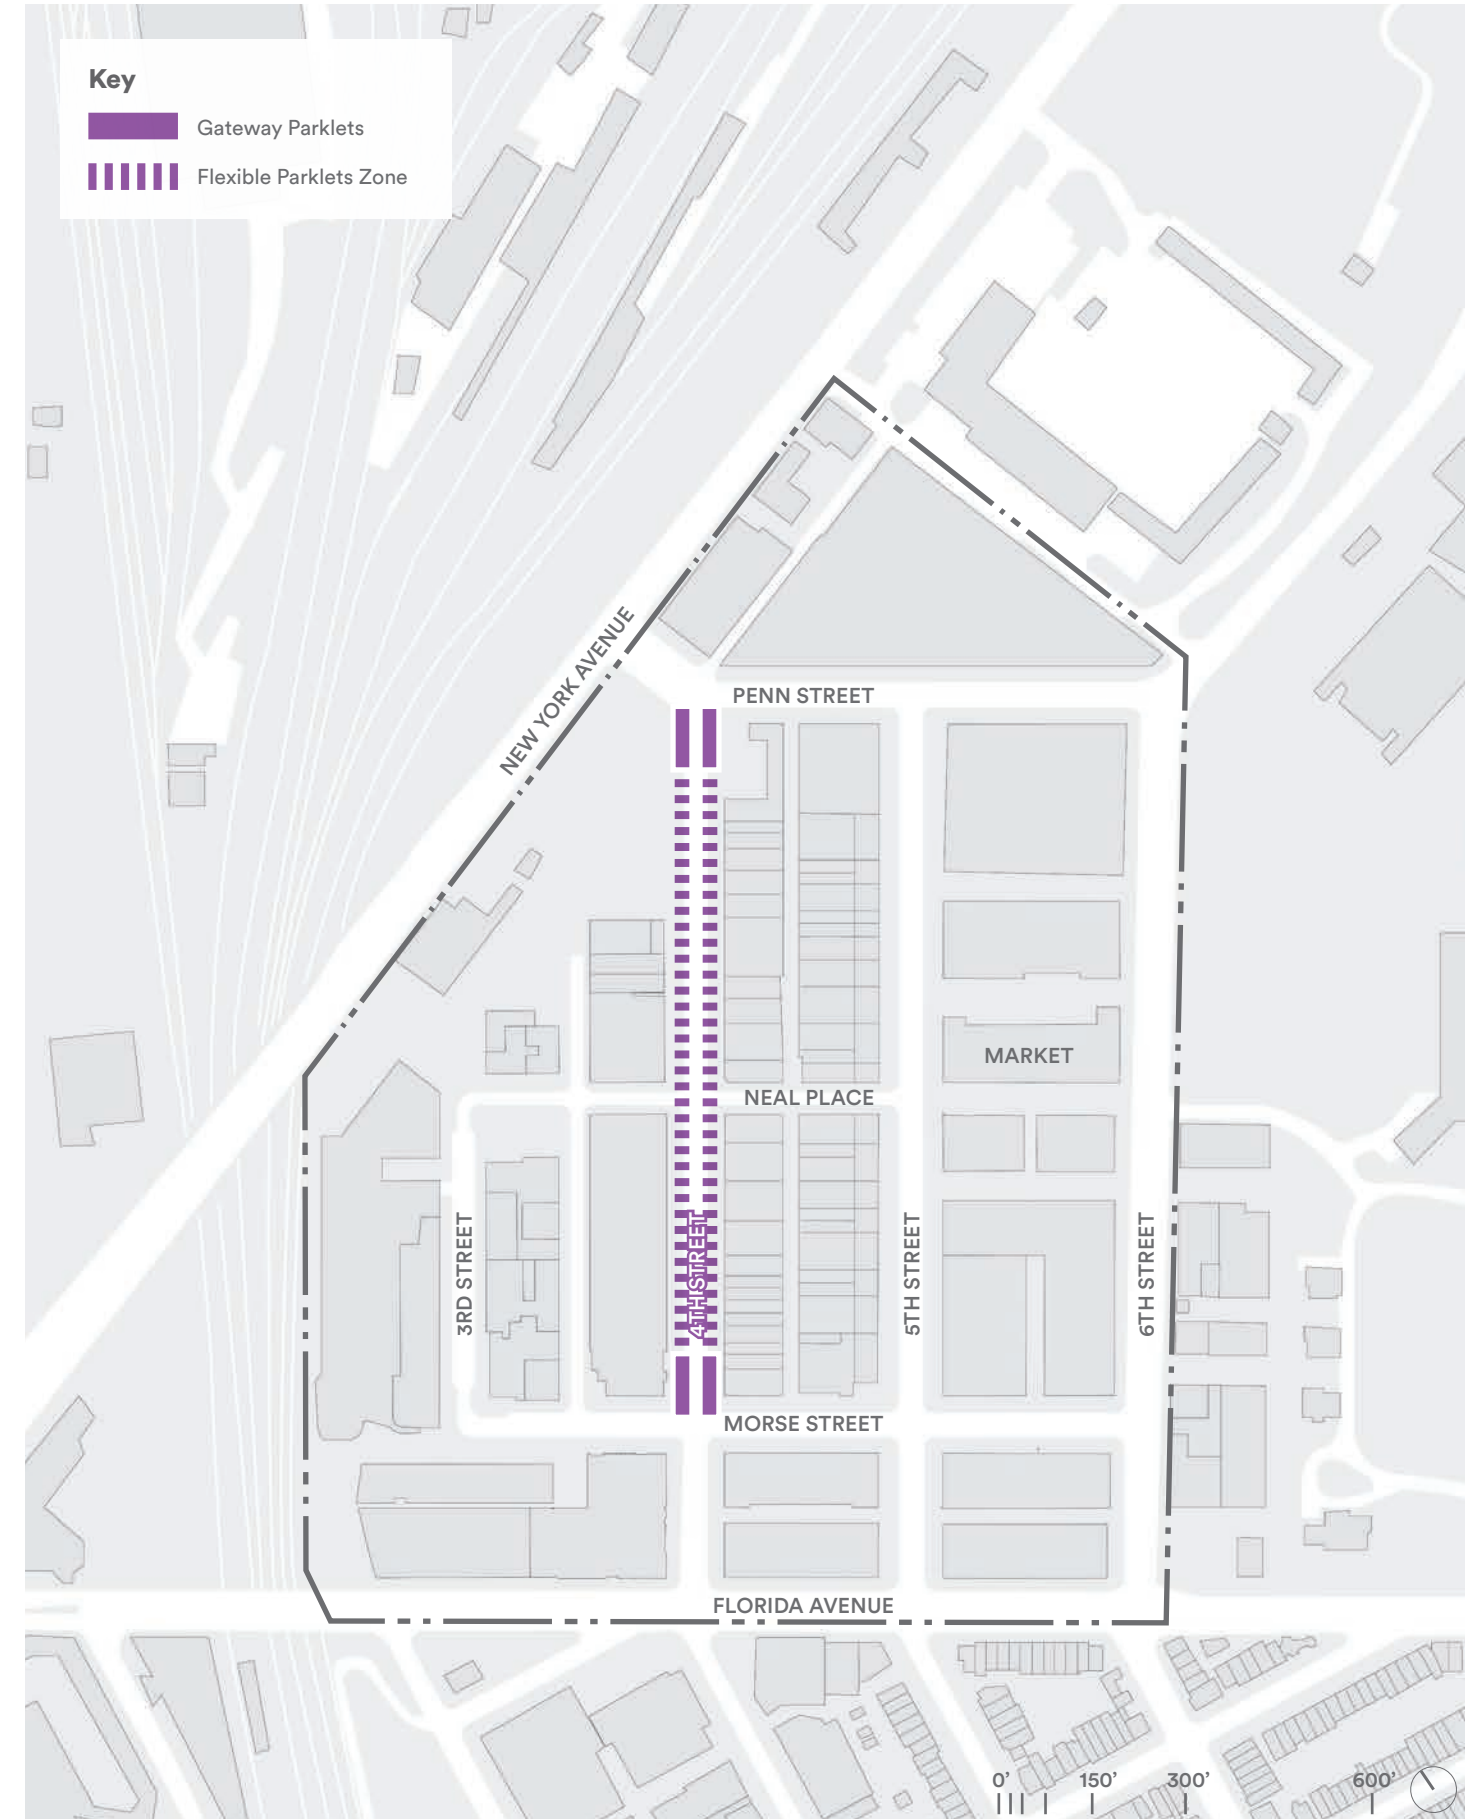 Key
Gateway Parklets
Flexible Parklets Zone
NEW YORK AVENUE
PENN STREET
MARKET
NEAL PLACE
3RD STREET
4TH STREET
5TH STREET
6TH STREET
MORSE STREET
FLORIDA AVENUE
0' 150' 300' 600'